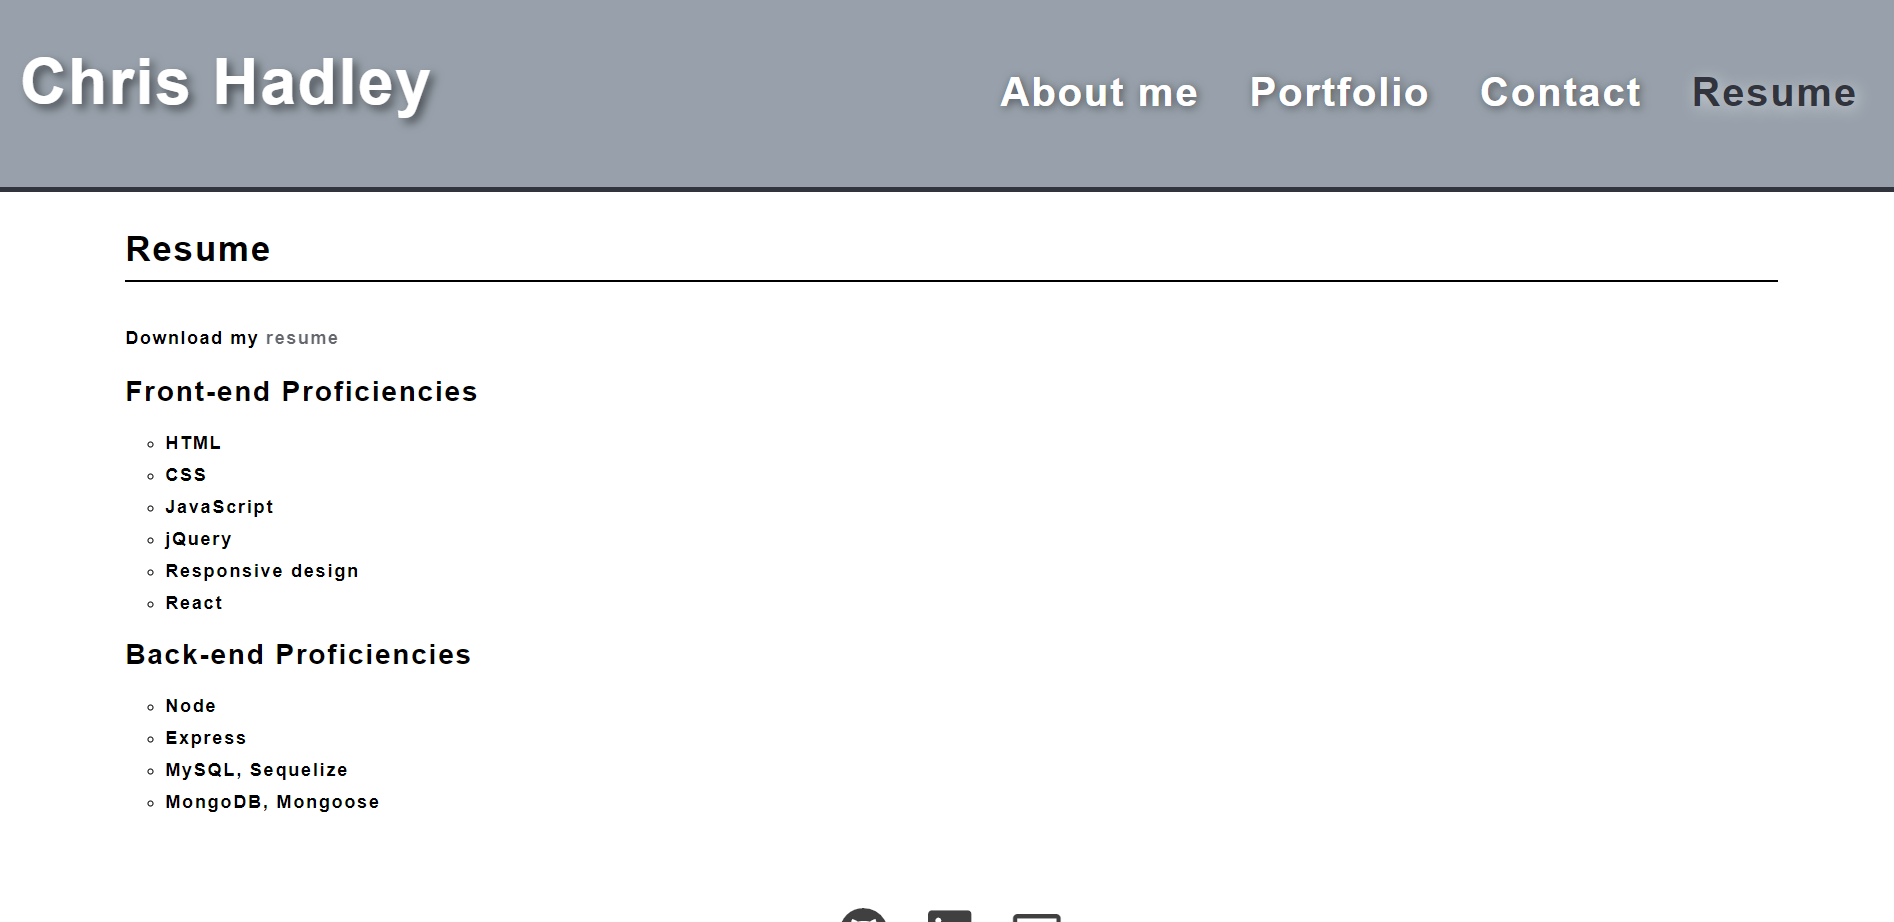 Chris Hadley
About me Portfolio Contact Resume
Resume
Download my resume
Front-end Proficiencies
HTML
CSS
JavaScript
jQuery
Responsive design
React
Back-end Proficiencies
Node
Express
MySQL, Sequelize
MongoDB, Mongoose